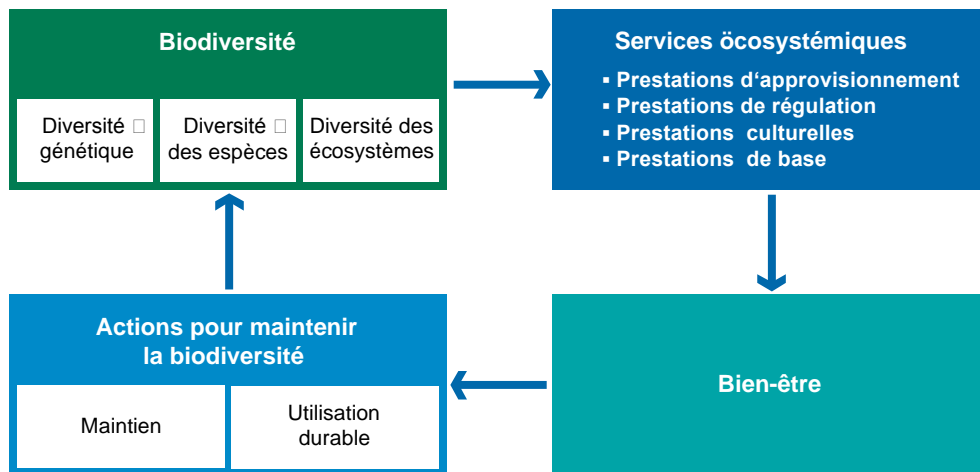 Biodiversité
Diversité □
génétique
Diversité □
des espèces
Diversité des
écosystèmes
Services öcosystémiques
▪ Prestations d‘approvisionnement
▪ Prestations de régulation
▪ Prestations culturelles
▪ Prestations de base
Actions pour maintenir
la biodiversité
Maintien
Utilisation
durable
Bien-être